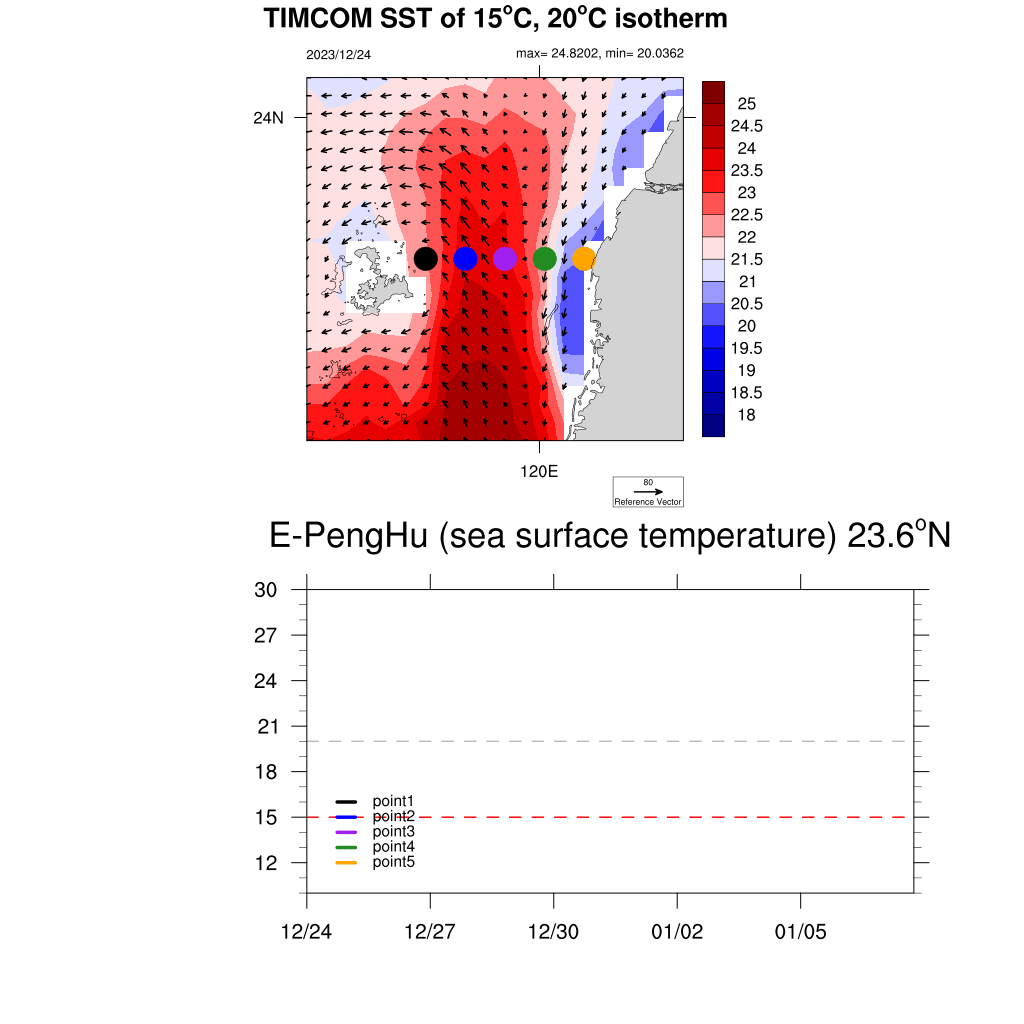 TIMCOM SST of 15°C, 20°C isotherm
2023/12/24 max= 24.8202, min= 20.0362
24N
120E
25
24.5
24
23.5
23
22.5
22
21.5
21
20.5
20
19.5
19
18.5
18
80
Reference Vector
E-PengHu (sea surface temperature) 23.6°N
30
27
24
21
18
15
12
point1
point2
point3
point4
point5
12/24 12/27 12/30 01/02 01/05